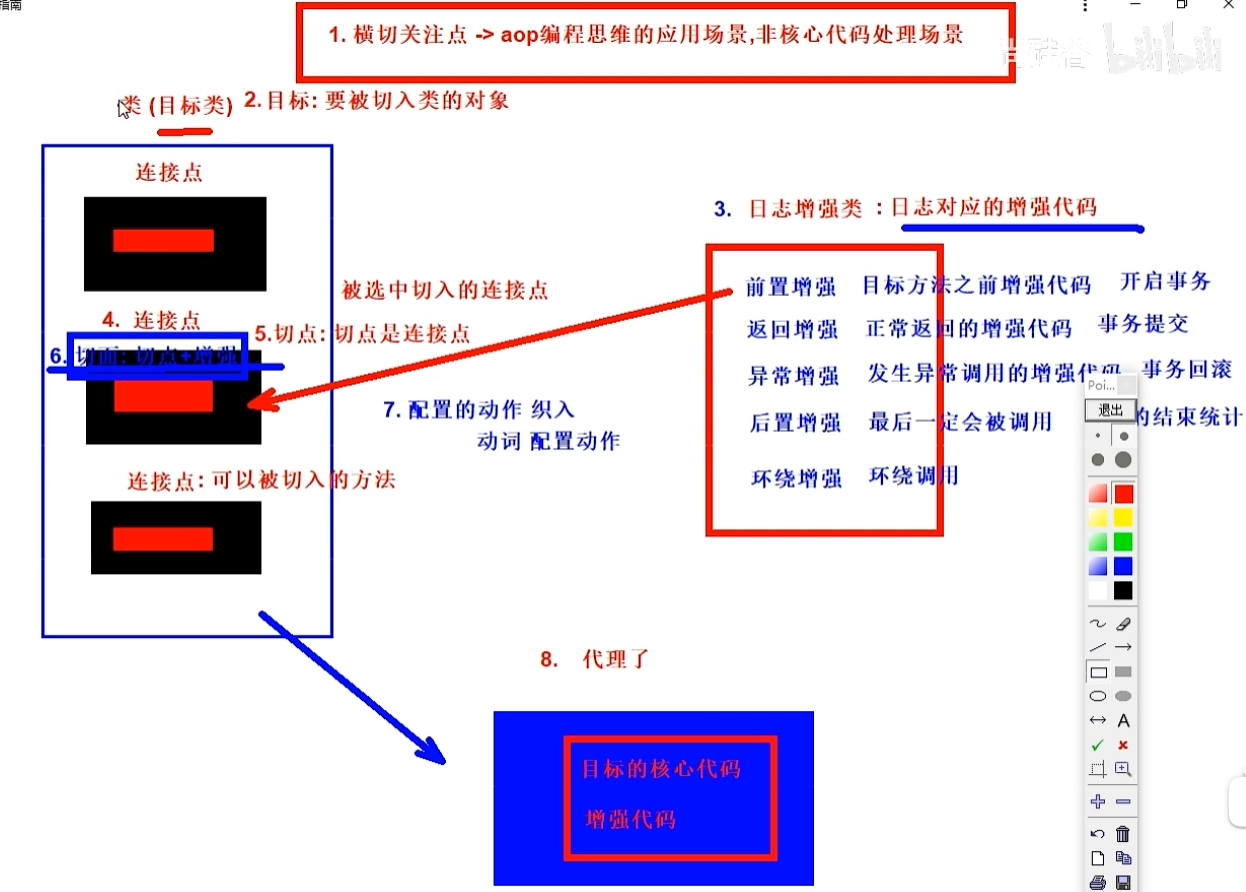 指南
1. 横切关注点 -> aop编程思维的应用场景,非核心代码处理场景
尚硅谷 bilibili
类 (目标类) 2.目标: 要被切入类的对象
连接点
3. 日志增强类 : 日志对应的增强代码
前置增强 目标方法之前增强代码 开启事务
被选中切入的连接点
4. 连接点
返回增强 正常返回的增强代码 事务提交
5.切点: 切点是连接点
6. 切面: 切点+增强
异常增强 发生异常调用的增强代码 事务回滚
Poi...
退出
7. 配置的动作 织入
动词 配置动作
后置增强 最后一定会被调用 的结束统计
连接点: 可以被切入的方法
环绕增强 环绕调用
8. 代理了
目标的核心代码
增强代码
A